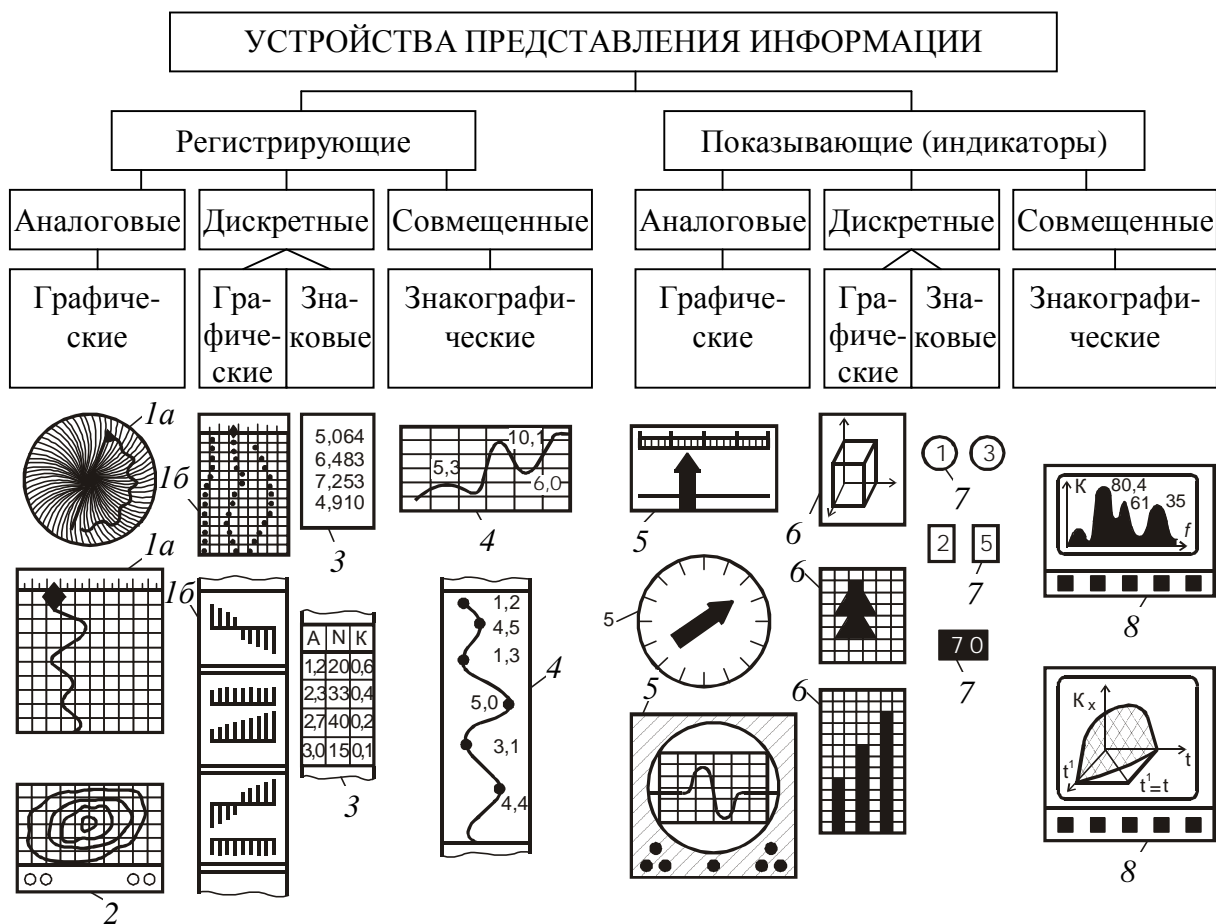 УСТРОЙСТВА ПРЕДСТАВЛЕНИЯ ИНФОРМАЦИИ
Регистрирующие
Показывающие (индикаторы)
Аналоговые
Дискретные
Совмещенные
Аналоговые
Дискретные
Совмещенные
Графиче-
ские
Гра-
фиче-
ские
Зна-
ковые
Знакографи-
ческие
Графиче-
ские
Гра-
фиче-
ские
Зна-
ковые
Знакографи-
ческие
1а
1а
2
1б
1б
5,064
6,483
7,253
4,910
3
А N К
1,2 20 0,6
2,3 33 0,4
2,7 40 0,2
3,0 15 0,1
3
5,3
10,1
6,0
4
1,2
4,5
1,3
5,0
3,1
4,4
4
5
5
5
6
6
6
1 3
7
2 5
7
7 0
7
К
80,4
61
35
f
8
К x
t
t¹
t¹=t
8